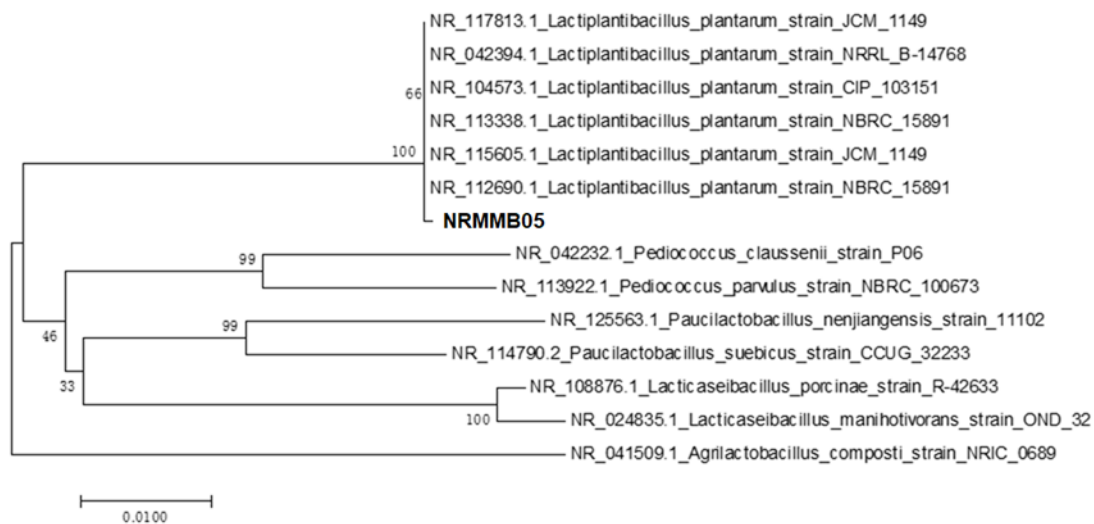 NR_117813.1_Lactiplantibacillus_plantarum_strain_JCM_1149
NR_042394.1_Lactiplantibacillus_plantarum_strain_NRRL_B-14768
66
NR_104573.1_Lactiplantibacillus_plantarum_strain_CIP_103151
NR_113338.1_Lactiplantibacillus_plantarum_strain_NBRC_15891
100
NR_115605.1_Lactiplantibacillus_plantarum_strain_JCM_1149
NR_112690.1_Lactiplantibacillus_plantarum_strain_NBRC_15891
NRMMB05
NR_042232.1_Pediococcus_claussenii_strain_P06
99
NR_113922.1_Pediococcus_parvulus_strain_NBRC_100673
NR_125563.1_Paucilactobacillus_nenjiangensis_strain_11102
99
46
NR_114790.2_Paucilactobacillus_suebicus_strain_CCUG_32233
33
NR_108876.1_Lacticaseibacillus_porcinae_strain_R-42633
100
NR_024835.1_Lacticaseibacillus_manihotivorans_strain_OND_32
NR_041509.1_Agrilactobacillus_composti_strain_NRIC_0689
0.0100